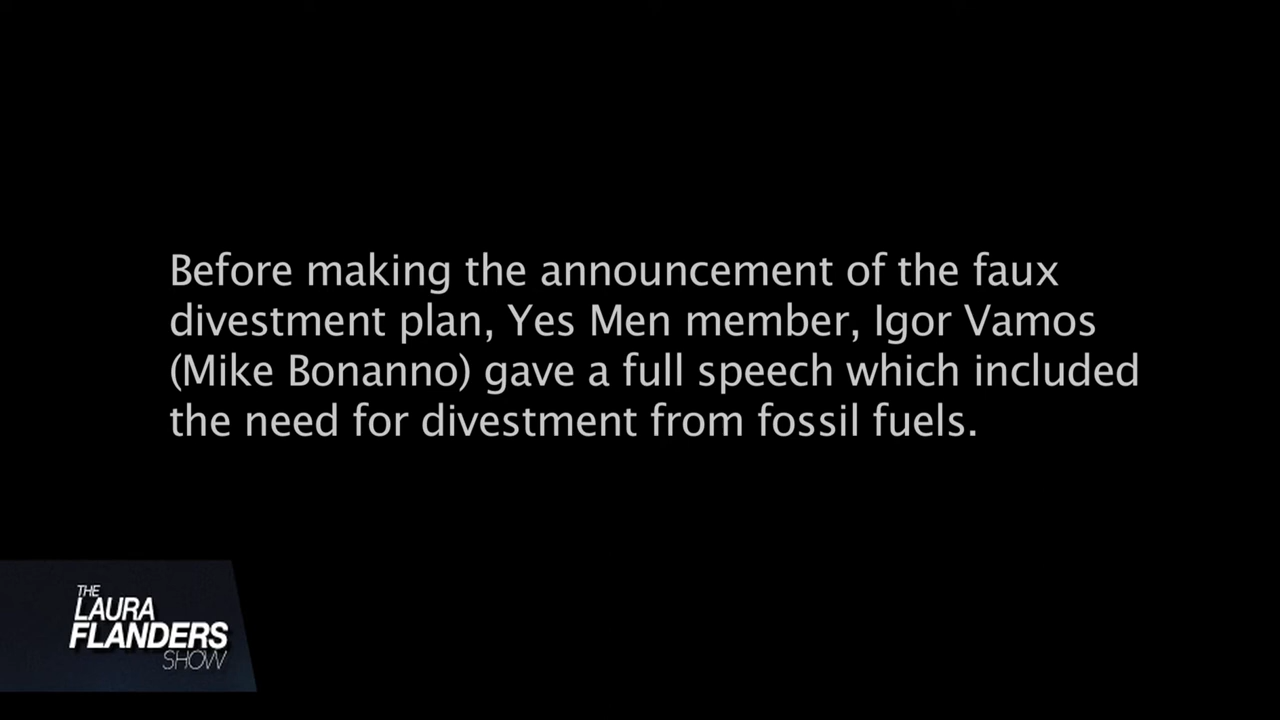 Before making the announcement of the faux
divestment plan, Yes Men member, Igor Vamos
(Mike Bonanno) gave a full speech which included
the need for divestment from fossil fuels.
THE
LAURA
FLANDERS
SHOW